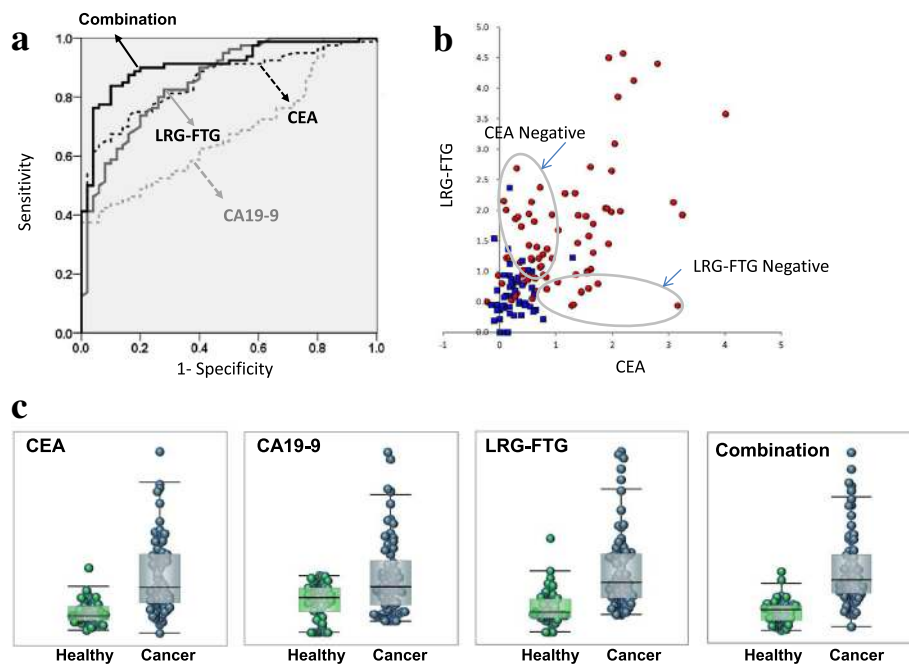 a
Combination
1.0
0.8
0.6
0.4
0.2
0.0
Sensitivity
LRG-FTG
CEA
CA19-9
0.0
0.2
0.4
0.6
0.8
1.0
1- Specificity
b
5.0
4.5
4.0
3.5
3.0
2.5
2.0
1.5
1.0
0.5
0.0
LRG-FTG
CEA Negative
LRG-FTG Negative
-1
0
1
2
3
4
5
CEA
c
CEA
Healthy Cancer
CA19-9
Healthy Cancer
LRG-FTG
Healthy Cancer
Combination
Healthy Cancer